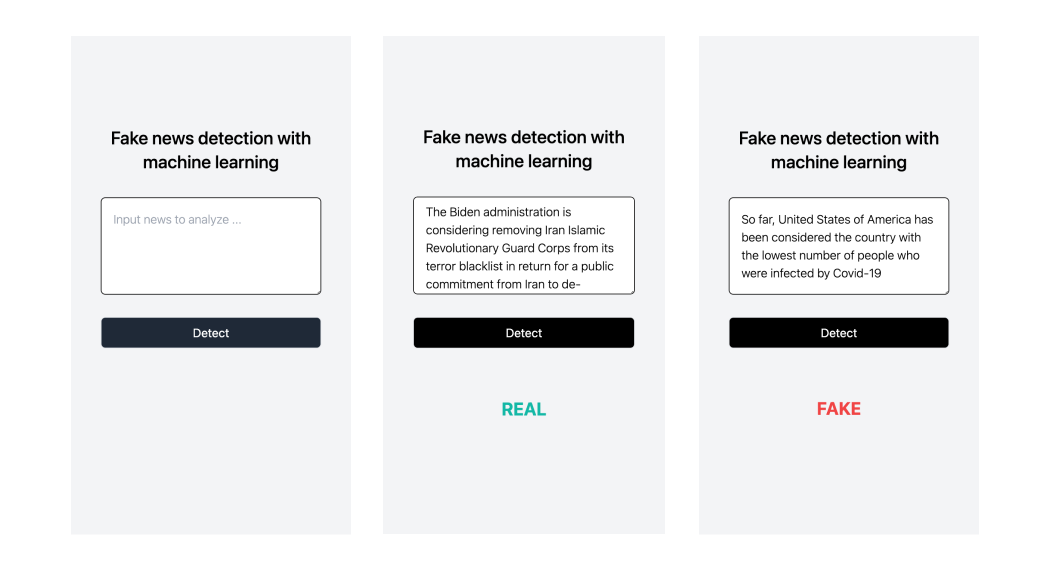 Fake news detection with
machine learning
Input news to analyze ...
Detect
Fake news detection with
machine learning
The Biden administration is
considering removing Iran Islamic
Revolutionary Guard Corps from its
terror blacklist in return for a public
commitment from Iran to de-
Detect
REAL
Fake news detection with
machine learning
So far, United States of America has
been considered the country with
the lowest number of people who
were infected by Covid-19
Detect
FAKE